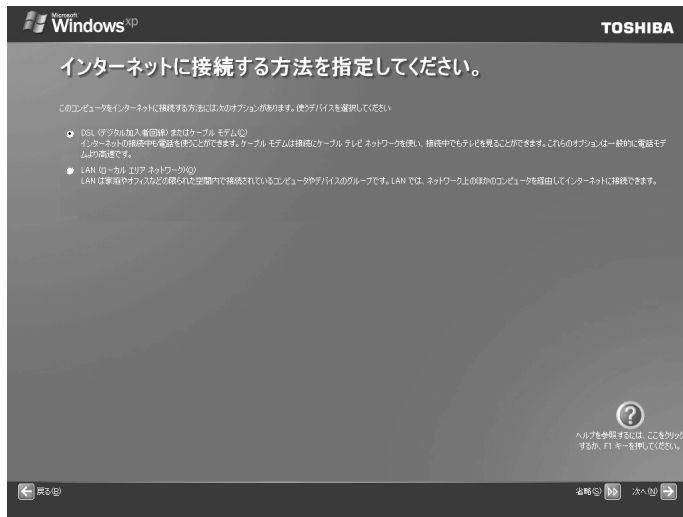 Microsoft
Windows xp
TOSHIBA
インターネットに接続する方法を指定してください。
このコンピュータをインターネットに接続する方法には次のオプションがあります。使うデバイスを選択してください
DSL (デジタル加入者回線) またはケーブル モデム(C)
インターネットの接続中も電話を使うことができます。ケーブル モデムは接続にケーブル テレビ ネットワークを使い、接続中でもテレビを見ることができます。これらのオプションは一般的に電話モデ
ムより高速です。
LAN (ローカル エリア ネットワーク)(O)
LAN は家庭やオフィスなどの限られた空間内で接続されているコンピュータやデバイスのグループです。LAN では、ネットワーク上のほかのコンピュータを経由してインターネットに接続できます。
ヘルプを参照するには、ここをクリック
するか、F1 キーを押してください。
戻る(B)
省略(S)
次へ(N)